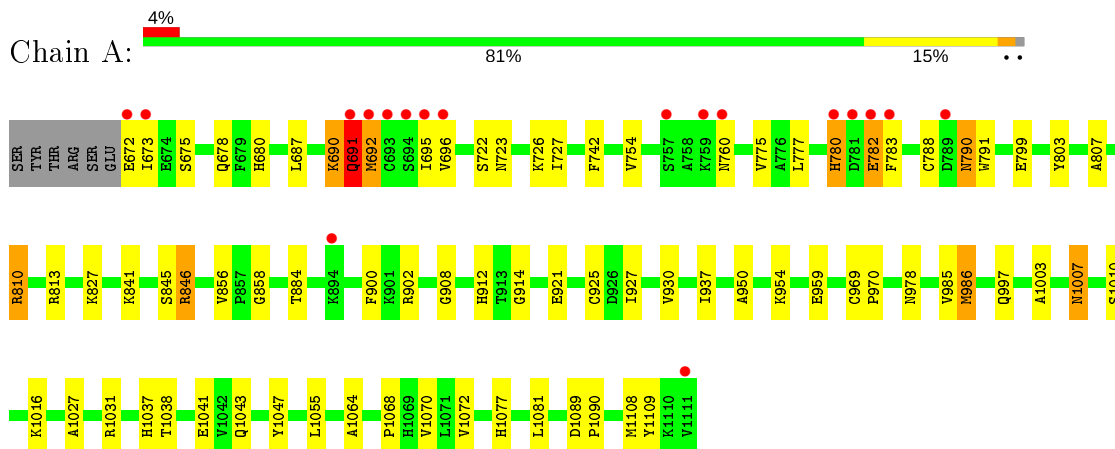 4%
Chain A:
81%
15%
SER TYR THR ARG SER GLU E672 I673 E674 S675 Q678 F679 H680 L687 K690 Q691 M692 C693 S694 I695 V696 S722 N723 K726 I727 F742 V754 S757 A758 K759 N760 V775 A776 L777 H780 D781 E782 F783 C788 D789 N790 W791 E799 Y803 A807
R810 R813 K827 K841 S845 R846 V856 P857 G858 T884 K894 F900 K901 R902 G908 H912 T913 G914 E921 C925 D926 I927 V930 I937 A950 K954 E959 C969 P970 N978 V985 M986 Q997 A1003 N1007
K1016 A1027 R1031 H1037 T1038 E1041 V1042 Q1043 Y1047 L1055 A1064 P1068 H1069 V1070 L1071 V1072 H1077 L1081 D1089 P1090 M1108 Y1109 K1110 V1111